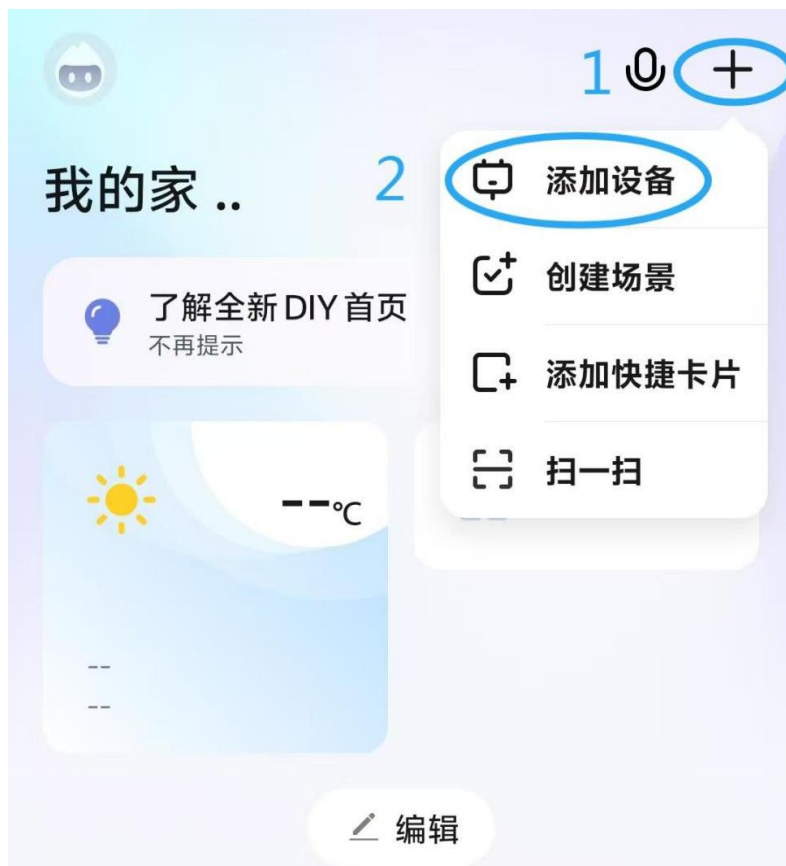 1
我的家 ..
2
添加设备
创建场景
添加快捷卡片
扫一扫
了解全新 DIY 首页
不再提示
--℃
--
--
编辑